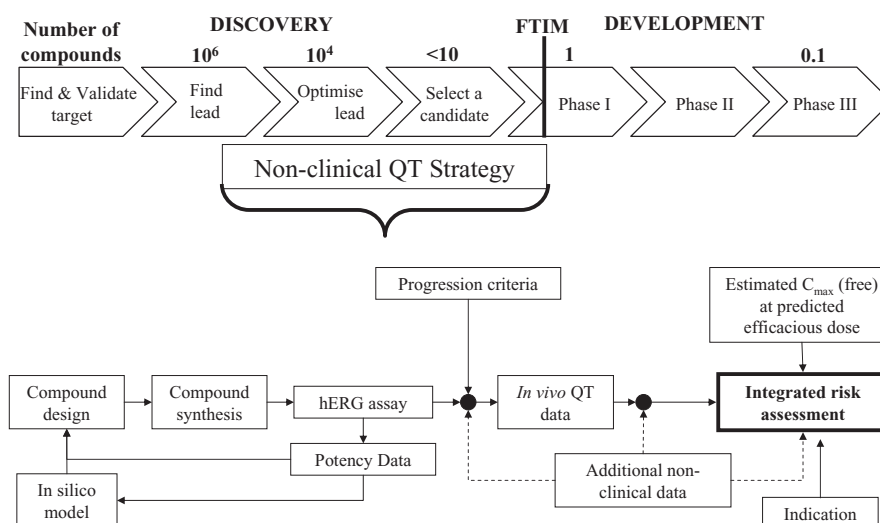 Number of
compounds
DISCOVERY
FTIM
DEVELOPMENT
10⁶
10⁴
<10
1
0.1
Find & Validate
target
Find
lead
Optimise
lead
Select a
candidate
Phase I
Phase II
Phase III
Non-clinical QT Strategy
Progression criteria
Estimated Cmax (free)
at predicted
efficacious dose
Compound
design
Compound
synthesis
hERG assay
In vivo QT
data
Integrated risk
assessment
Potency Data
In silico
model
Additional non-
clinical data
Indication